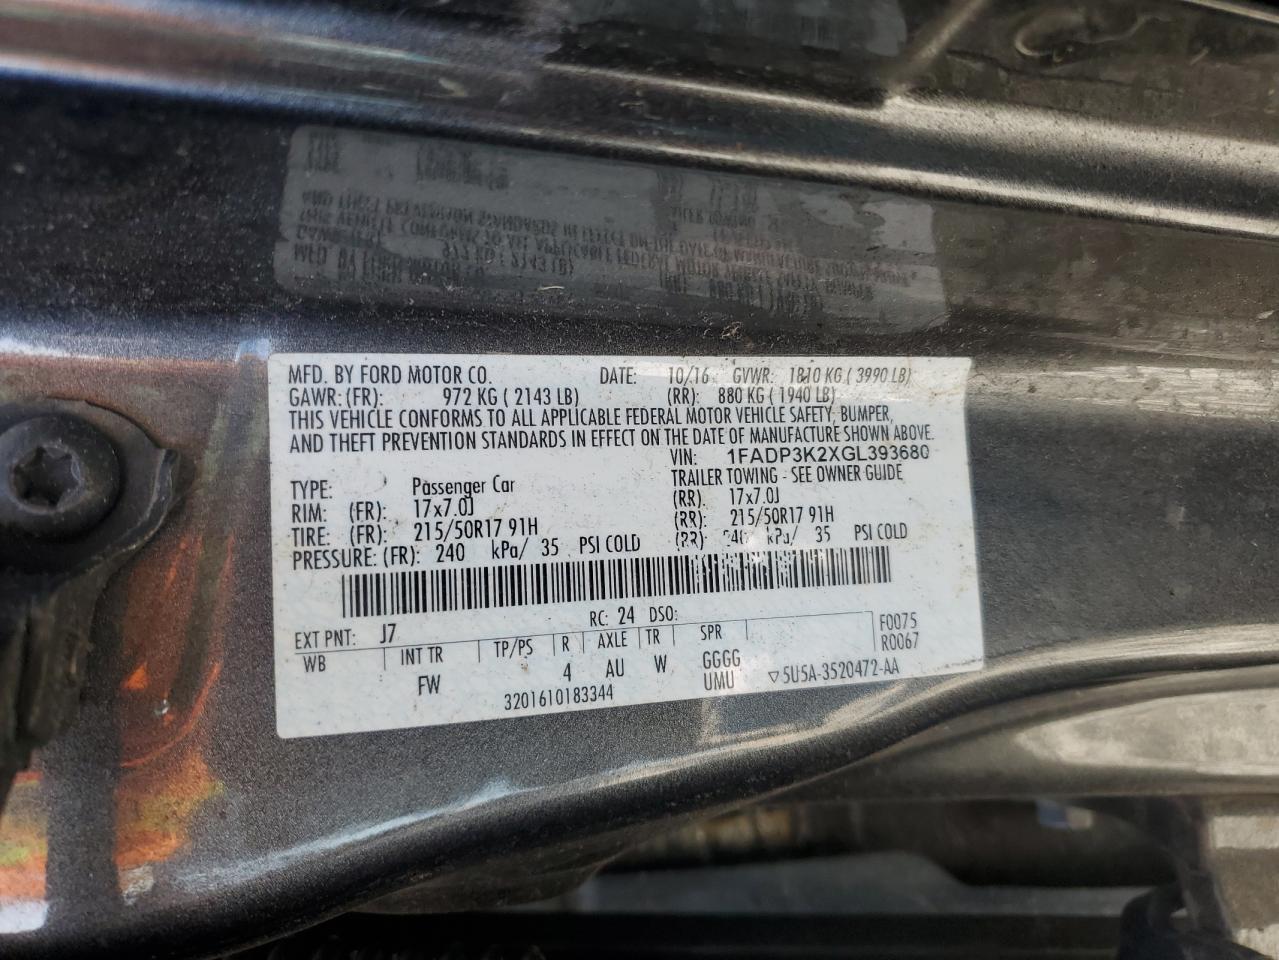 MFD. BY FORD MOTOR CO. DATE: 10/16 GVWR: 1810 KG ( 3990 LB)
GAWR: (FR): 972 KG ( 2143 LB) (RR): 880 KG ( 1940 LB)
THIS VEHICLE CONFORMS TO ALL APPLICABLE FEDERAL MOTOR VEHICLE SAFETY, BUMPER,
AND THEFT PREVENTION STANDARDS IN EFFECT ON THE DATE OF MANUFACTURE SHOWN ABOVE.
VIN: 1FADP3K2XGL393680
TYPE: Passenger Car TRAILER TOWING - SEE OWNER GUIDE
RIM: (FR): 17x7.0J (RR): 17x7.0J
TIRE: (FR): 215/50R17 91H (RR): 215/50R17 91H
PRESSURE: (FR): 240 kPa/ 35 PSI COLD (RR): 240 kPa/ 35 PSI COLD
RC: 24 DSO:
EXT PNT: J7 F0075
WB INT TR TP/PS R AXLE TR SPR R0067
FW 4 AU W GGGG
UMU ▽5U5A-3520472-AA
3201610183344